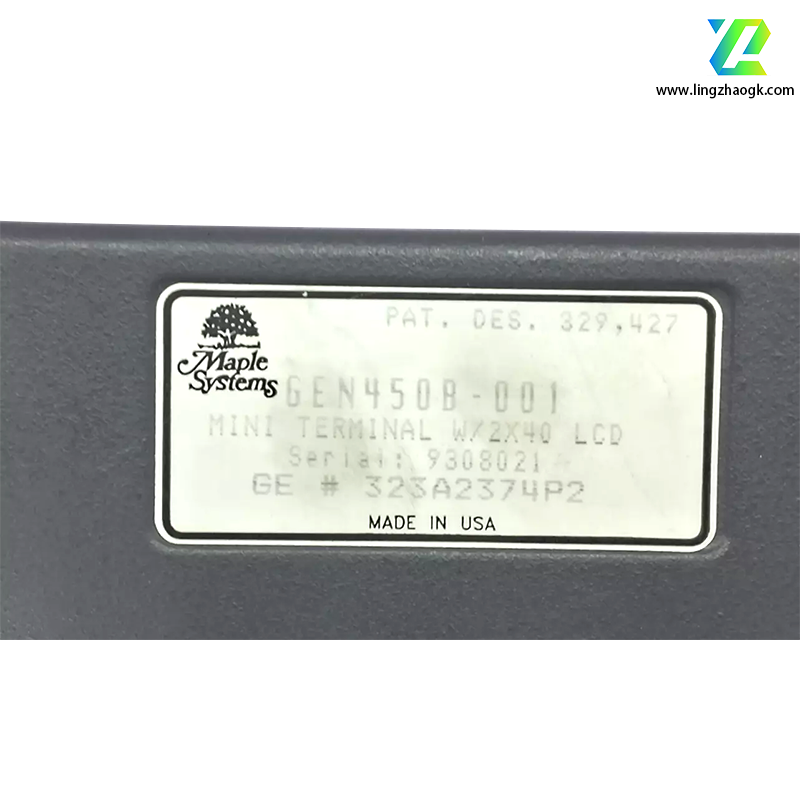 www.lingzhaogk.com
PAT. DES. 329,427
Maple
Systems
GEN450B-001
MINI TERMINAL W/2X40 LCD
Serial: 9308021
GE # 323A2374P2
MADE IN USA